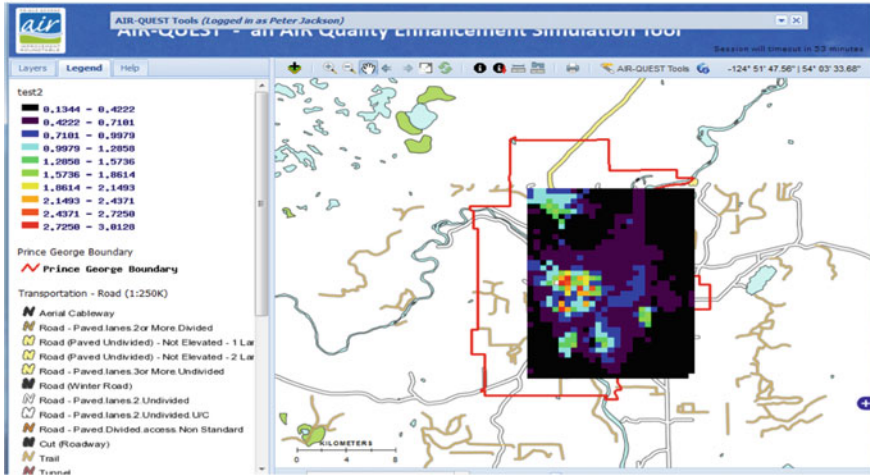 air
IMPROVEMENT
ROUNDTABLE
AIR-QUEST Tools (Logged in as Peter Jackson)
AIR-QUEST - an AIR Quality Enhancement Simulation Tool
Session will timeout in 53 minutes
Layers Legend Help
AIR-QUEST Tools
-124° 51' 47.56" | 54° 03' 33.68"
test2
0.1344 - 0.4222
0.4222 - 0.7101
0.7101 - 0.9979
0.9979 - 1.2858
1.2858 - 1.5736
1.5736 - 1.8614
1.8614 - 2.1493
2.1493 - 2.4371
2.4371 - 2.7250
2.7250 - 3.0128
Prince George Boundary
Prince George Boundary
Transportation - Road (1:250K)
Aerial Cableway
Road - Paved.lanes.2or More.Divided
Road (Paved Undivided) - Not Elevated - 1 Lar
Road (Paved Undivided) - Not Elevated - 2 Lar
Road - Paved.lanes.3or More.Undivided
Road (Winter Road)
Road - Paved.lanes.2.Undivided
Road - Paved.lanes.2.Undivided.U/C
Road - Paved.Divided.access.Non Standard
Cut (Roadway)
Trail
Tunnel
KILOMETERS
0 4 8